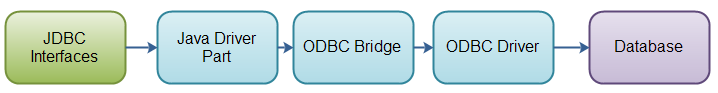 JDBC
Interfaces
Java Driver
Part
ODBC Bridge
ODBC Driver
Database